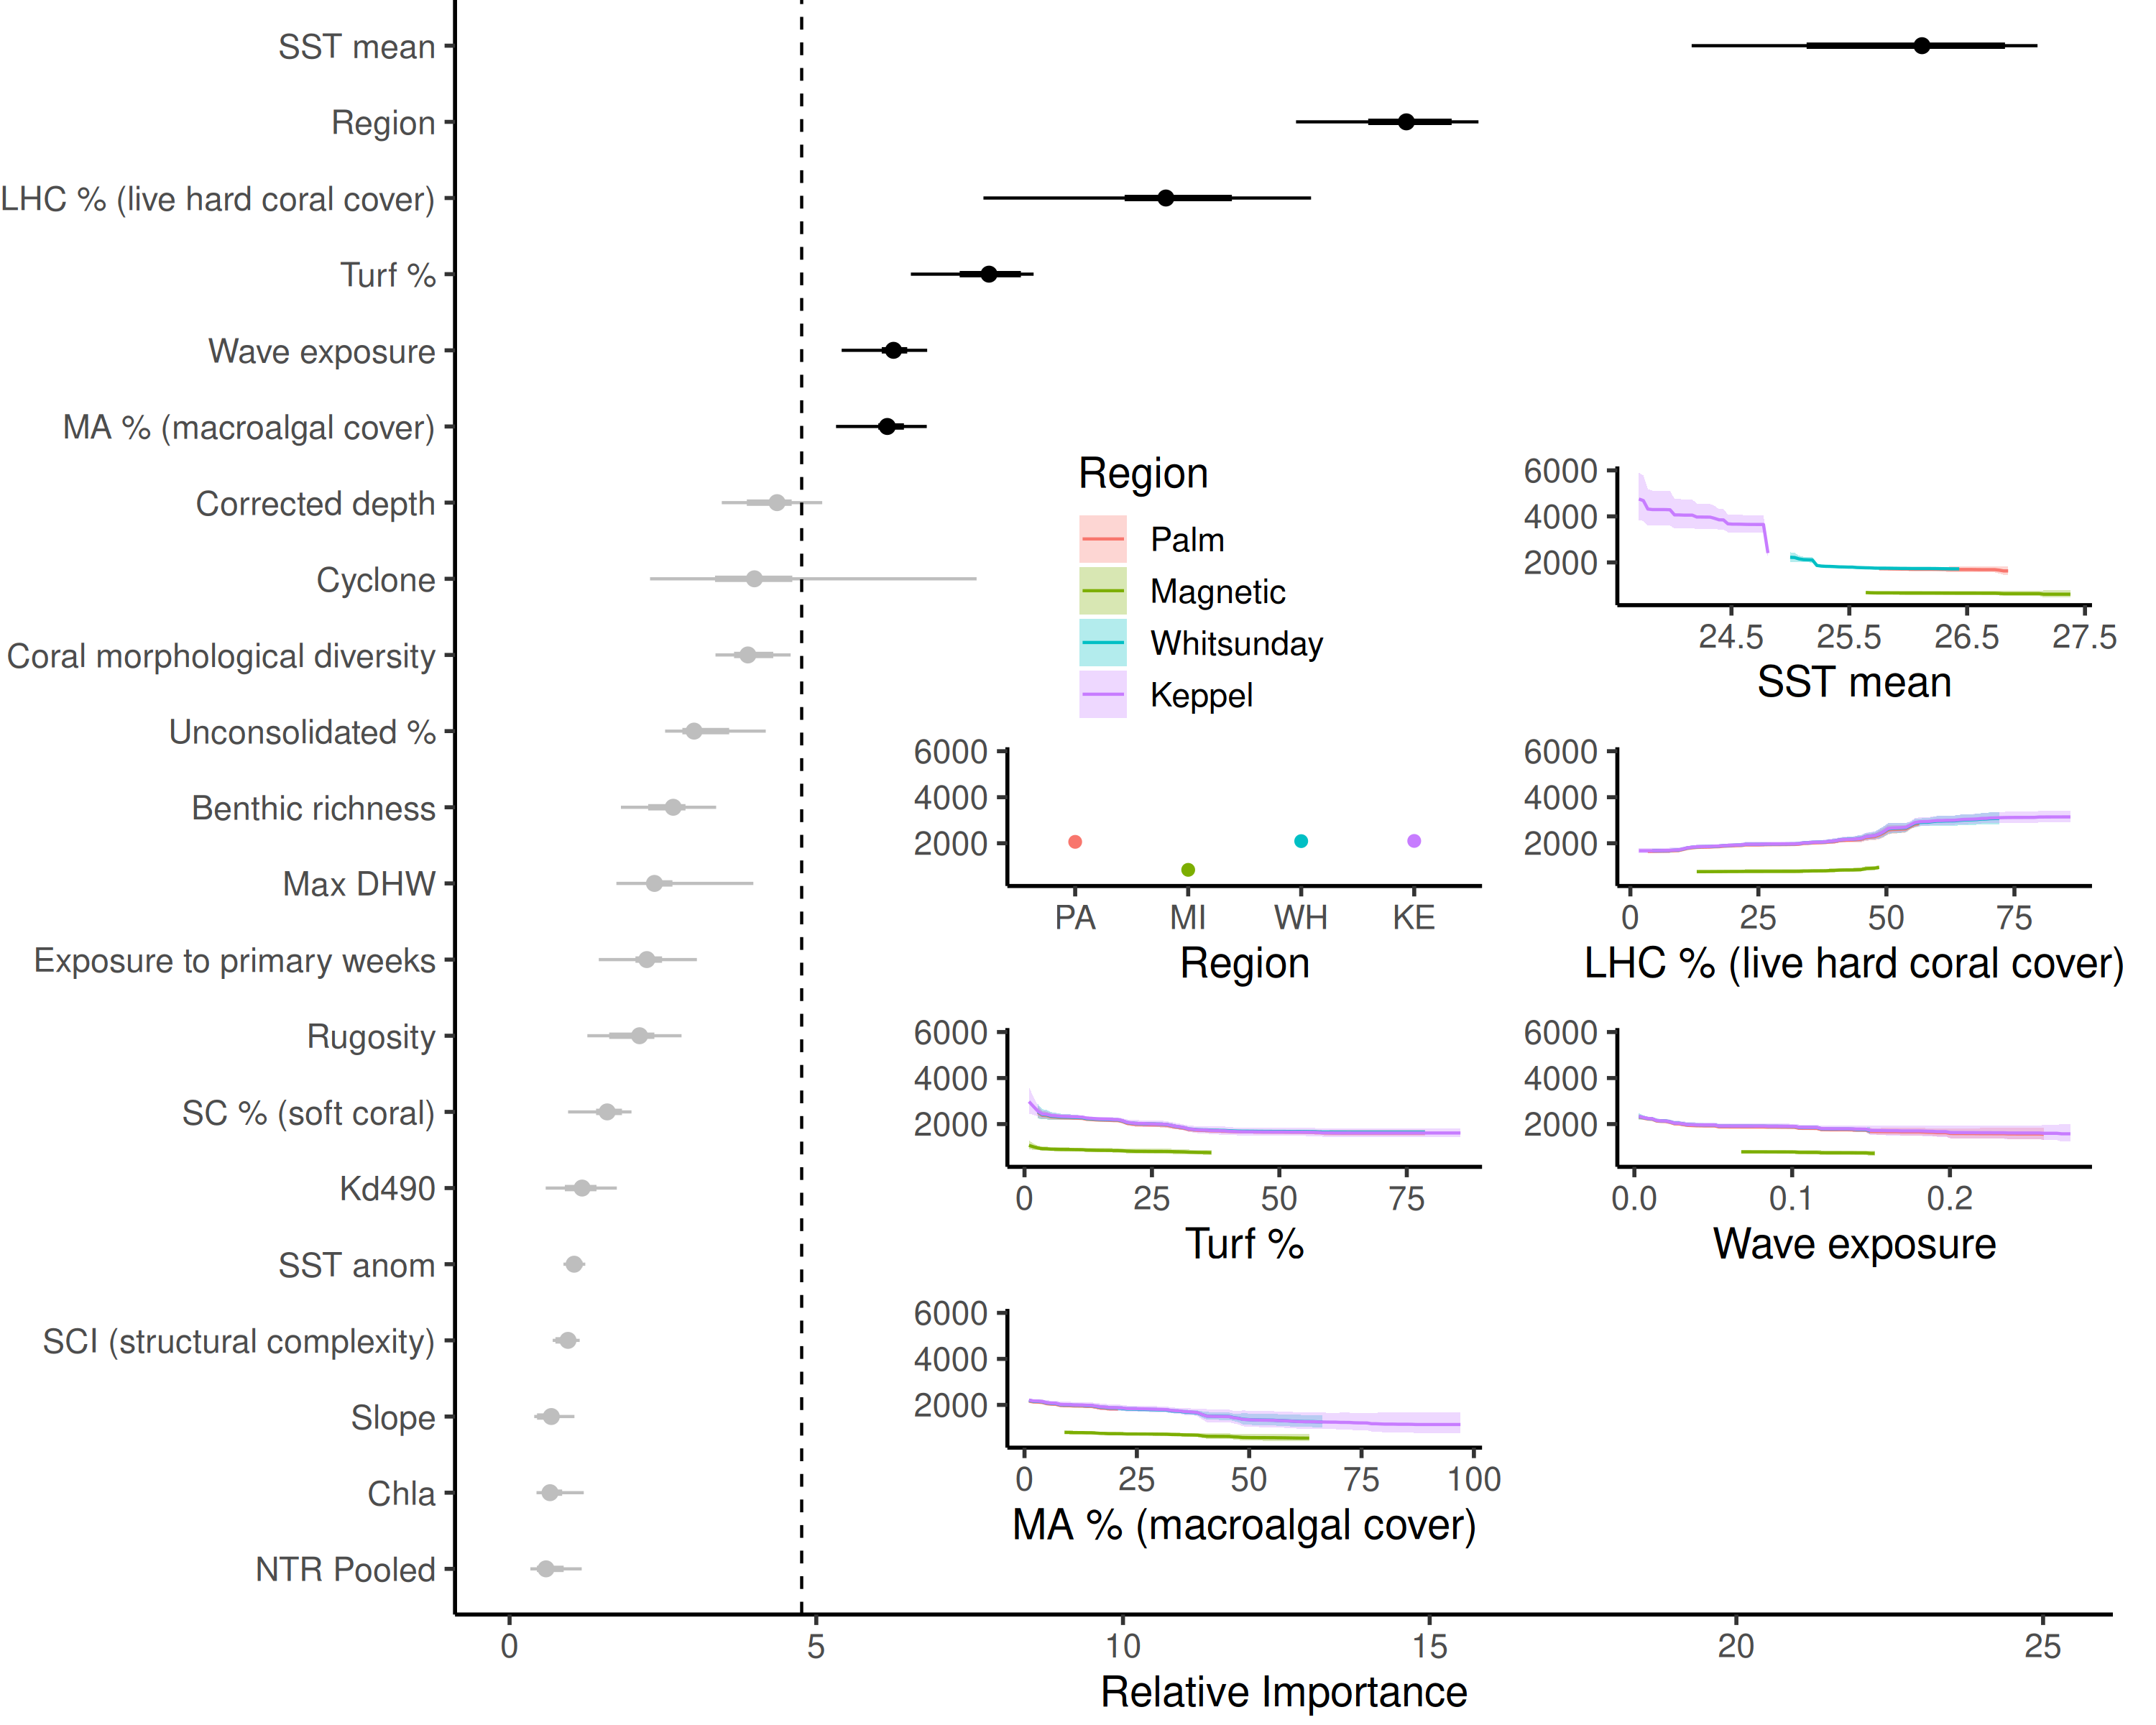 SST mean
Region
LHC % (live hard coral cover)
Turf %
Wave exposure
MA % (macroalgal cover)
Corrected depth
Cyclone
Coral morphological diversity
Unconsolidated %
Benthic richness
Max DHW
Exposure to primary weeks
Rugosity
SC % (soft coral)
Kd490
SST anom
SCI (structural complexity)
Slope
Chla
NTR Pooled
0 5 10 15 20 25
Relative Importance
Region
Palm
Magnetic
Whitsunday
Keppel
6000
4000
2000
24.5 25.5 26.5 27.5
SST mean
6000
4000
2000
PA MI WH KE
Region
6000
4000
2000
0 25 50 75
LHC % (live hard coral cover)
6000
4000
2000
0 25 50 75
Turf %
6000
4000
2000
0.0 0.1 0.2
Wave exposure
6000
4000
2000
0 25 50 75 100
MA % (macroalgal cover)